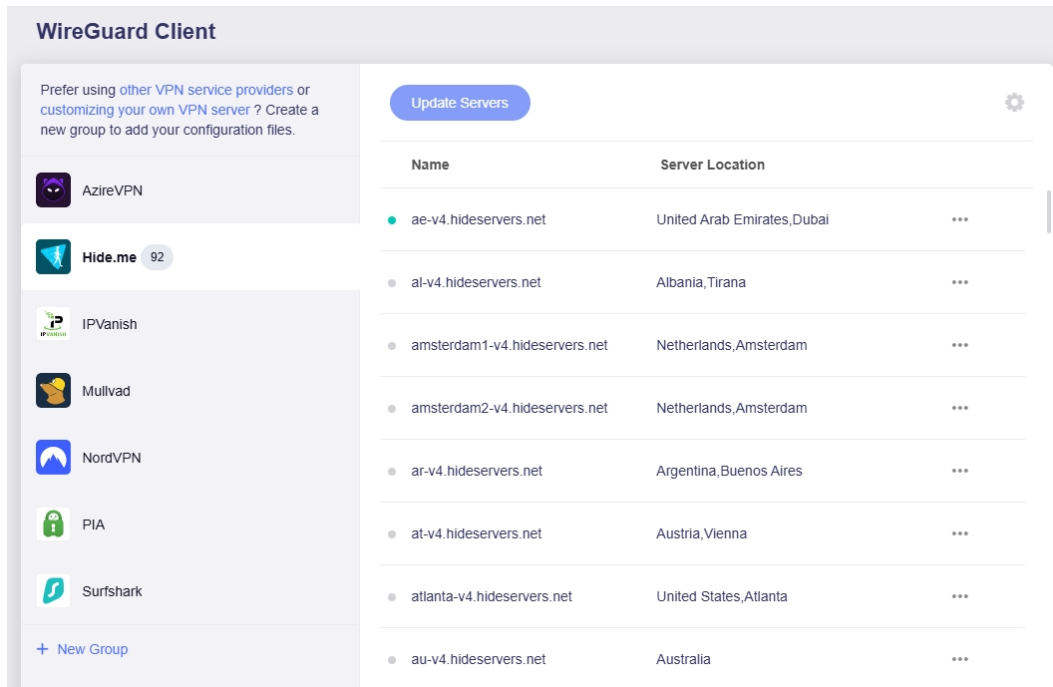 WireGuard Client
Prefer using other VPN service providers or
customizing your own VPN server ? Create a
new group to add your configuration files.
AzireVPN
Hide.me 92
IPVANISH
IPVanish
Mullvad
NordVPN
PIA
Surfshark
+ New Group
Update Servers
Name Server Location
ae-v4.hideservers.net United Arab Emirates,Dubai
al-v4.hideservers.net Albania,Tirana
amsterdam1-v4.hideservers.net Netherlands,Amsterdam
amsterdam2-v4.hideservers.net Netherlands,Amsterdam
ar-v4.hideservers.net Argentina,Buenos Aires
at-v4.hideservers.net Austria,Vienna
atlanta-v4.hideservers.net United States,Atlanta
au-v4.hideservers.net Australia